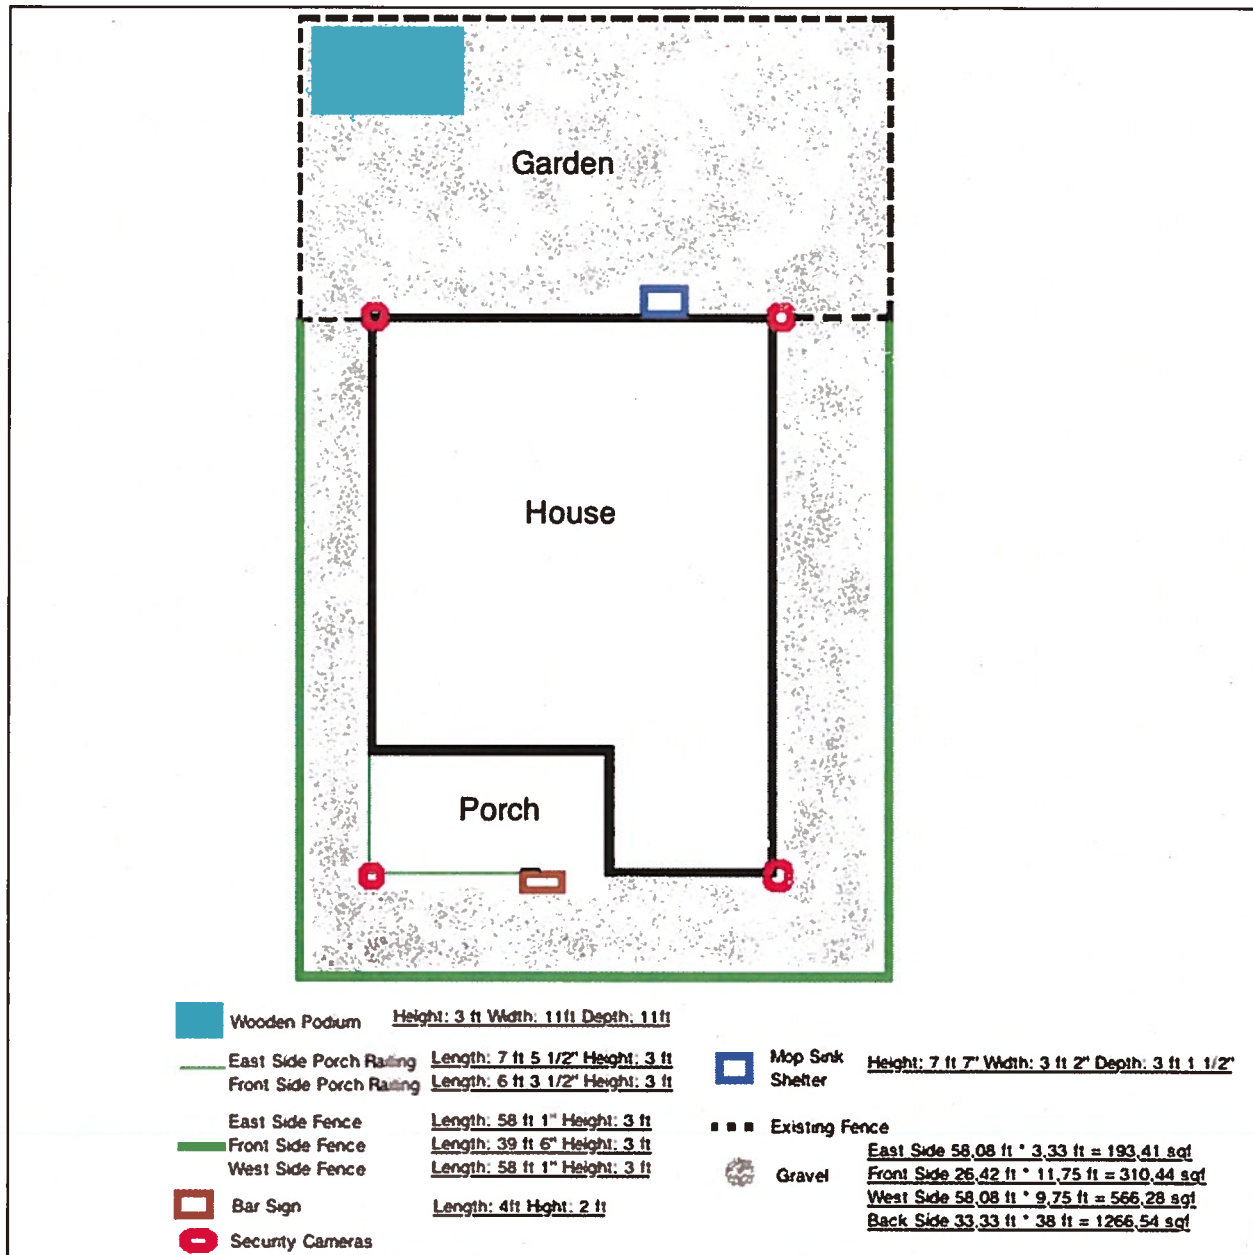 Garden
House
Porch
Wooden Podium Height: 3 ft Width: 11ft Depth: 11ft
East Side Porch Railing Length: 7 ft 5 1/2" Height: 3 ft
Front Side Porch Railing Length: 6 ft 3 1/2" Height: 3 ft
East Side Fence Length: 58 ft 1" Height: 3 ft
Front Side Fence Length: 39 ft 6" Height: 3 ft
West Side Fence Length: 58 ft 1" Height: 3 ft
Bar Sign Length: 4ft Hight: 2 ft
Security Cameras
Mop Sink Shelter Height: 7 ft 7" Width: 3 ft 2" Depth: 3 ft 1 1/2"
Existing Fence
Gravel
East Side 58,08 ft * 3,33 ft = 193,41 sqf
Front Side 26,42 ft * 11,75 ft = 310,44 sqf
West Side 58,08 ft * 9,75 ft = 566,28 sqf
Back Side 33,33 ft * 38 ft = 1266,54 sqf